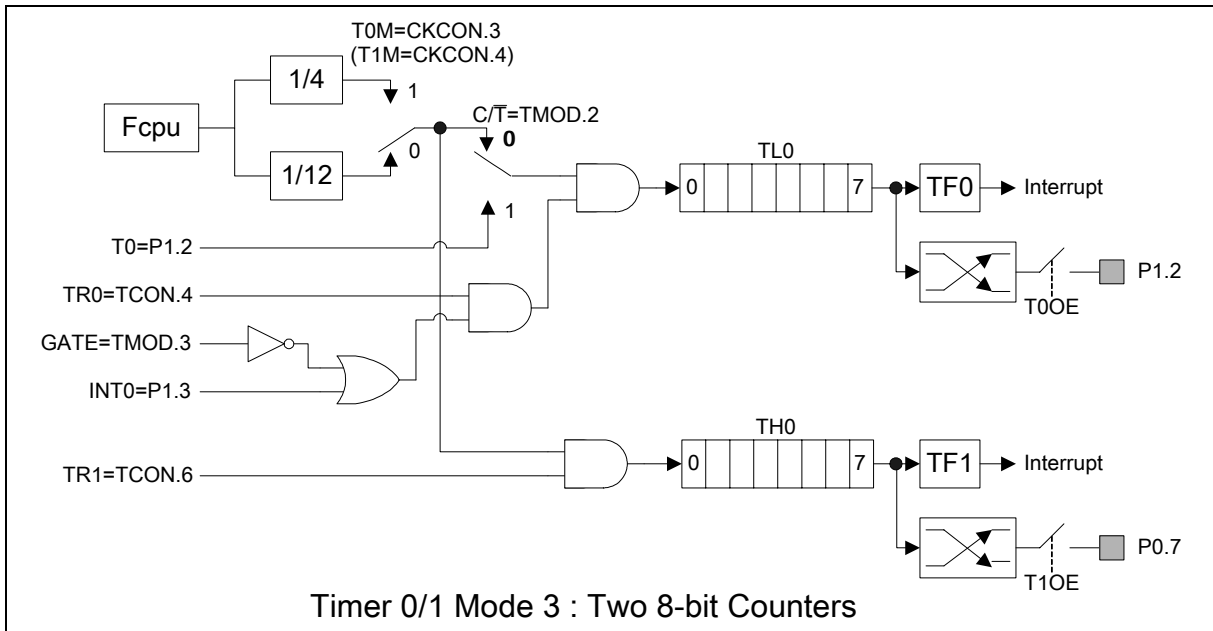 T0M=CKCON.3
(T1M=CKCON.4)
1/4
1
Fcpu
C/T̅=TMOD.2
0
0
1/12
TL0
0 7
TF0
Interrupt
1
T0=P1.2
P1.2
TR0=TCON.4
T0OE
GATE=TMOD.3
INT0=P1.3
TH0
0 7
TF1
Interrupt
TR1=TCON.6
P0.7
T1OE
Timer 0/1 Mode 3 : Two 8-bit Counters